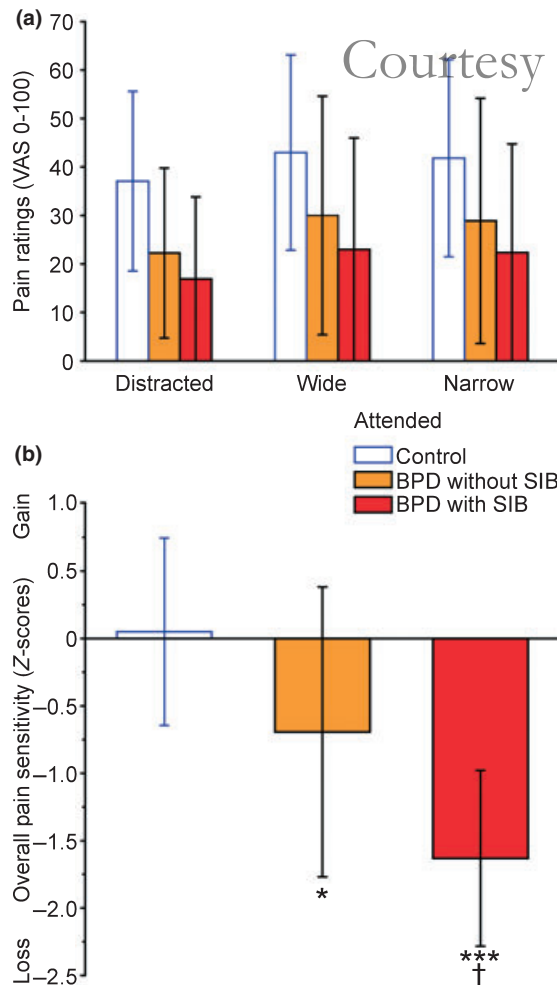 (a)
Courtesy
Pain ratings (VAS 0-100)
70
60
50
40
30
20
10
0
Distracted
Wide
Narrow
Attended
Control
BPD without SIB
BPD with SIB
(b)
Loss Overall pain sensitivity (Z-scores) Gain
1.0
0.5
0
–0.5
–1.0
–1.5
–2.0
–2.5
*
***
†